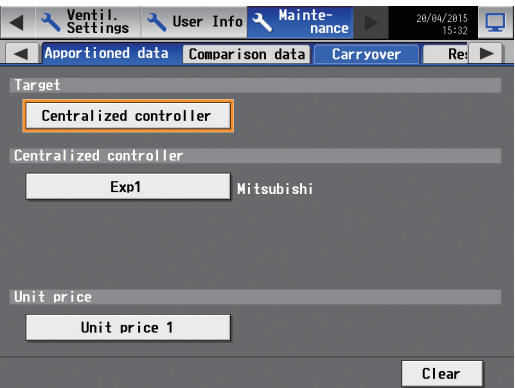 Ventil. Settings
User Info
Mainte- nance
20/04/2015
15:32
Apportioned data
Comparison data
Carryover
Res
Target
Centralized controller
Centralized controller
Exp1
Mitsubishi
Unit price
Unit price 1
Clear